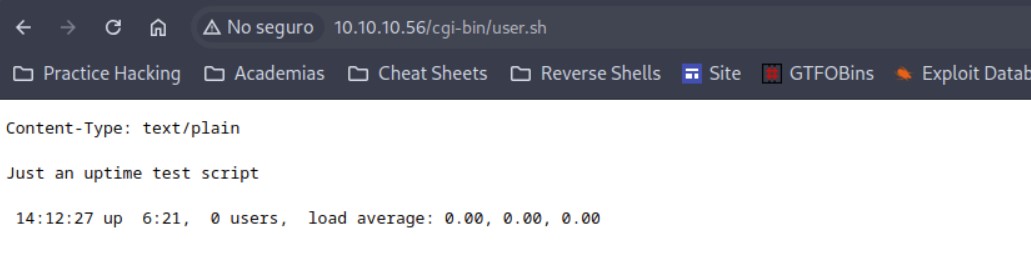 No seguro 10.10.10.56/cgi-bin/user.sh
Practice Hacking Academias Cheat Sheets Reverse Shells Site GTFOBins Exploit Datab
Content-Type: text/plain
Just an uptime test script
14:12:27 up  6:21,  0 users,  load average: 0.00, 0.00, 0.00